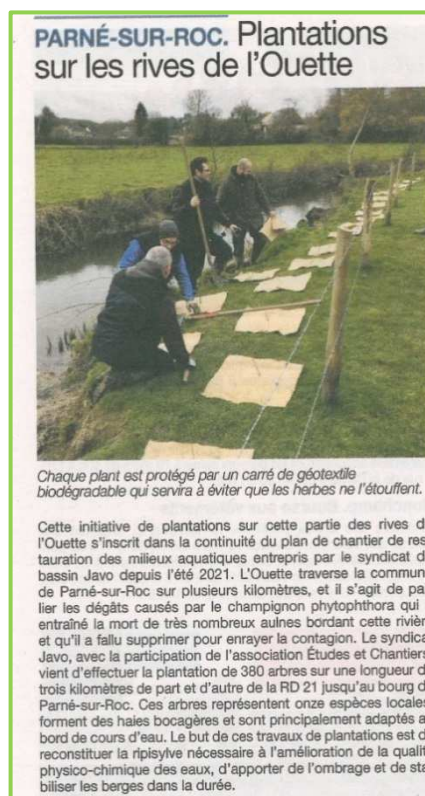 PARNÉ-SUR-ROC. Plantations
sur les rives de l'Ouette
Chaque plant est protégé par un carré de géotextile
biodégradable qui servira à éviter que les herbes ne l'étouffent.
Cette initiative de plantations sur cette partie des rives d
l'Ouette s'inscrit dans la continuité du plan de chantier de res
tauration des milieux aquatiques entrepris par le syndicat d
bassin Javo depuis l'été 2021. L'Ouette traverse la commun
de Parné-sur-Roc sur plusieurs kilomètres, et il s'agit de pa
lier les dégâts causés par le champignon phytophthora qui
entraîné la mort de très nombreux aulnes bordant cette riviè
et qu'il a fallu supprimer pour enrayer la contagion. Le syndica
Javo, avec la participation de l'association Études et Chantiers
vient d'effectuer la plantation de 380 arbres sur une longueur d
trois kilomètres de part et d'autre de la RD 21 jusqu'au bourg d
Parné-sur-Roc. Ces arbres représentent onze espèces locale
forment des haies bocagères et sont principalement adaptés a
bord de cours d'eau. Le but de ces travaux de plantations est d
reconstituer la ripisylve nécessaire à l'amélioration de la qualit
physico-chimique des eaux, d'apporter de l'ombrage et de sta
biliser les berges dans la durée.